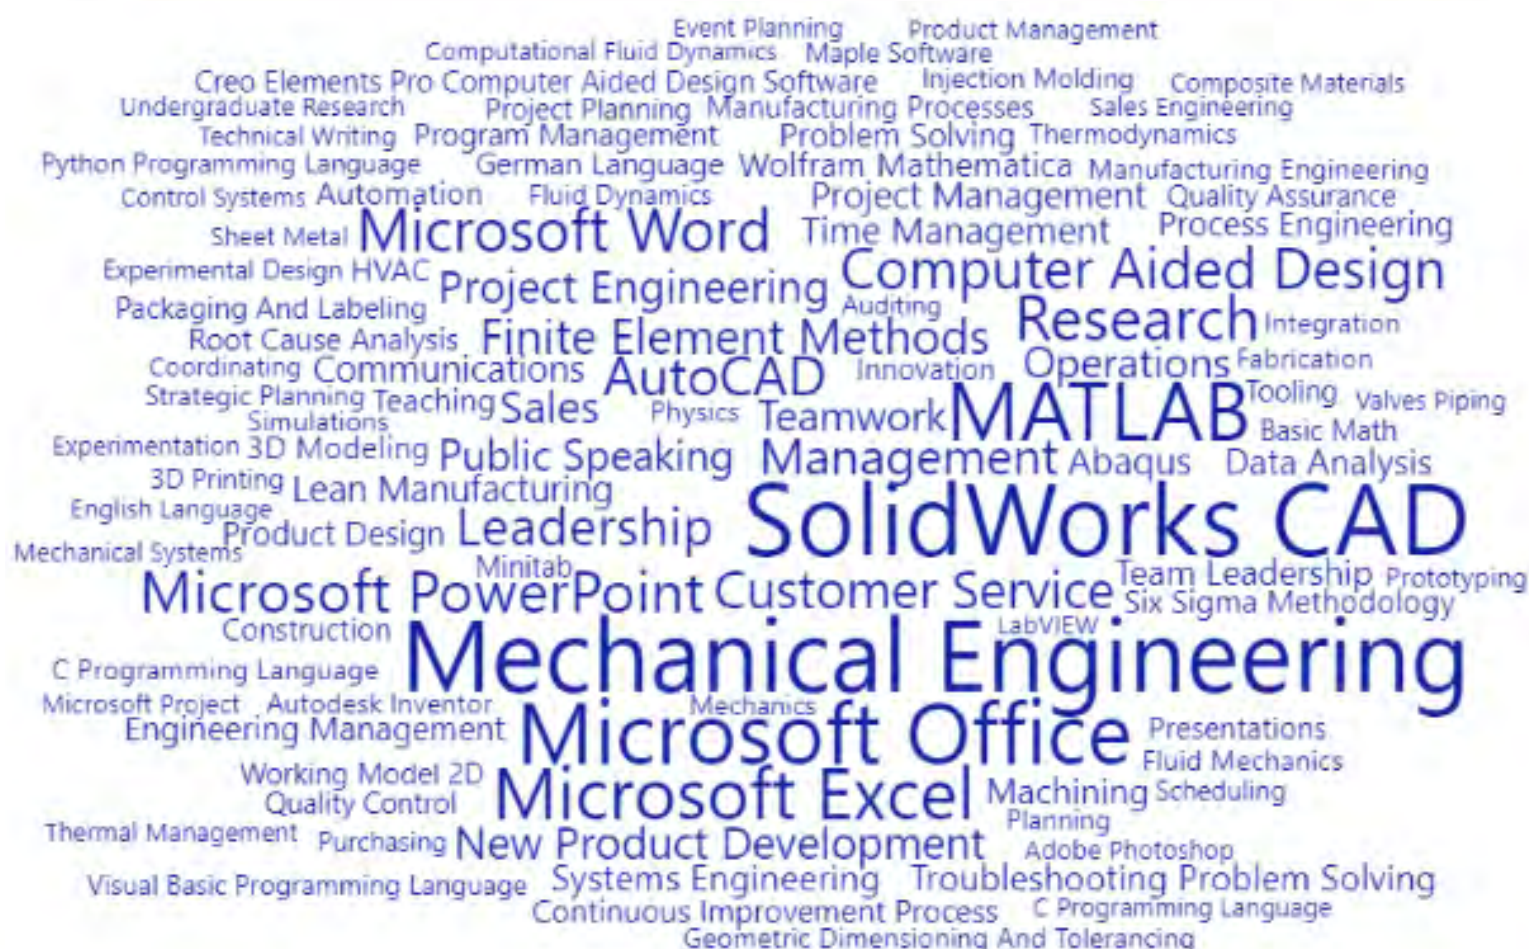 Event Planning Product Management
Computational Fluid Dynamics Maple Software
Creo Elements Pro Computer Aided Design Software Injection Molding Composite Materials
Undergraduate Research Project Planning Manufacturing Processes Sales Engineering
Technical Writing Program Management Problem Solving Thermodynamics
Python Programming Language German Language Wolfram Mathematica Manufacturing Engineering
Control Systems Automation Fluid Dynamics Project Management Quality Assurance
Sheet Metal Microsoft Word Time Management Process Engineering
Experimental Design HVAC Project Engineering Computer Aided Design
Packaging And Labeling Auditing Research Integration
Root Cause Analysis Finite Element Methods
Coordinating Communications AutoCAD Innovation Operations Fabrication
Strategic Planning Teaching Sales Physics Teamwork MATLAB Tooling Valves Piping
Simulations Basic Math
Experimentation 3D Modeling Public Speaking Management Abaqus Data Analysis
3D Printing Lean Manufacturing
English Language Product Design Leadership SolidWorks CAD
Mechanical Systems Minitab
Microsoft PowerPoint Customer Service Team Leadership Prototyping
Six Sigma Methodology
Construction LabVIEW
C Programming Language Mechanical Engineering
Microsoft Project Autodesk Inventor Mechanics
Engineering Management Microsoft Office Presentations
Fluid Mechanics
Working Model 2D
Quality Control Microsoft Excel Machining Scheduling
Planning
Thermal Management Purchasing New Product Development Adobe Photoshop
Visual Basic Programming Language Systems Engineering Troubleshooting Problem Solving
Continuous Improvement Process C Programming Language
Geometric Dimensioning And Tolerancing